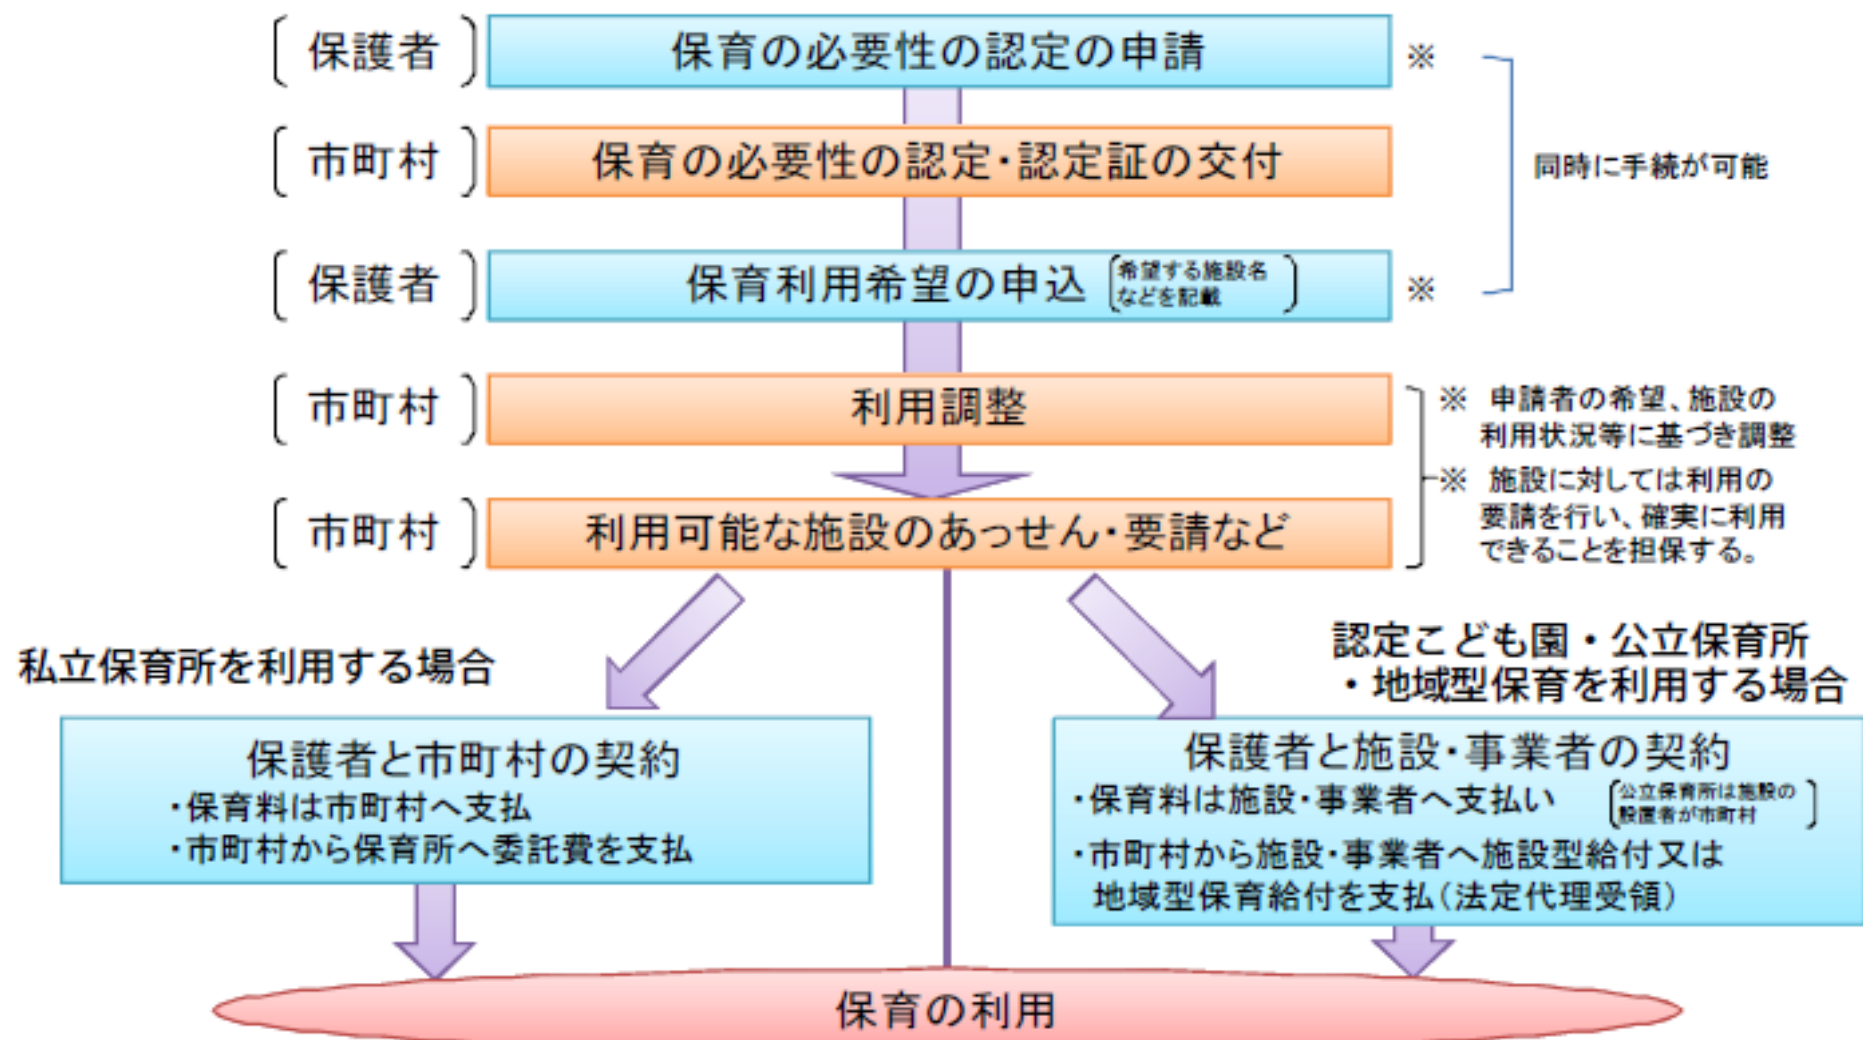 〔 保護者 〕 保育の必要性の認定の申請 ※
〔 市町村 〕 保育の必要性の認定・認定証の交付
同時に手続が可能
〔 保護者 〕 保育利用希望の申込 〔希望する施設名
などを記載〕 ※
〔 市町村 〕 利用調整
※ 申請者の希望、施設の
利用状況等に基づき調整
※ 施設に対しては利用の
要請を行い、確実に利用
できることを担保する。
〔 市町村 〕 利用可能な施設のあっせん・要請など
私立保育所を利用する場合
保護者と市町村の契約
・保育料は市町村へ支払
・市町村から保育所へ委託費を支払
認定こども園・公立保育所
・地域型保育を利用する場合
保護者と施設・事業者の契約
・保育料は施設・事業者へ支払い 〔公立保育所は施設の
設置者が市町村〕
・市町村から施設・事業者へ施設型給付又は
地域型保育給付を支払(法定代理受領)
保育の利用